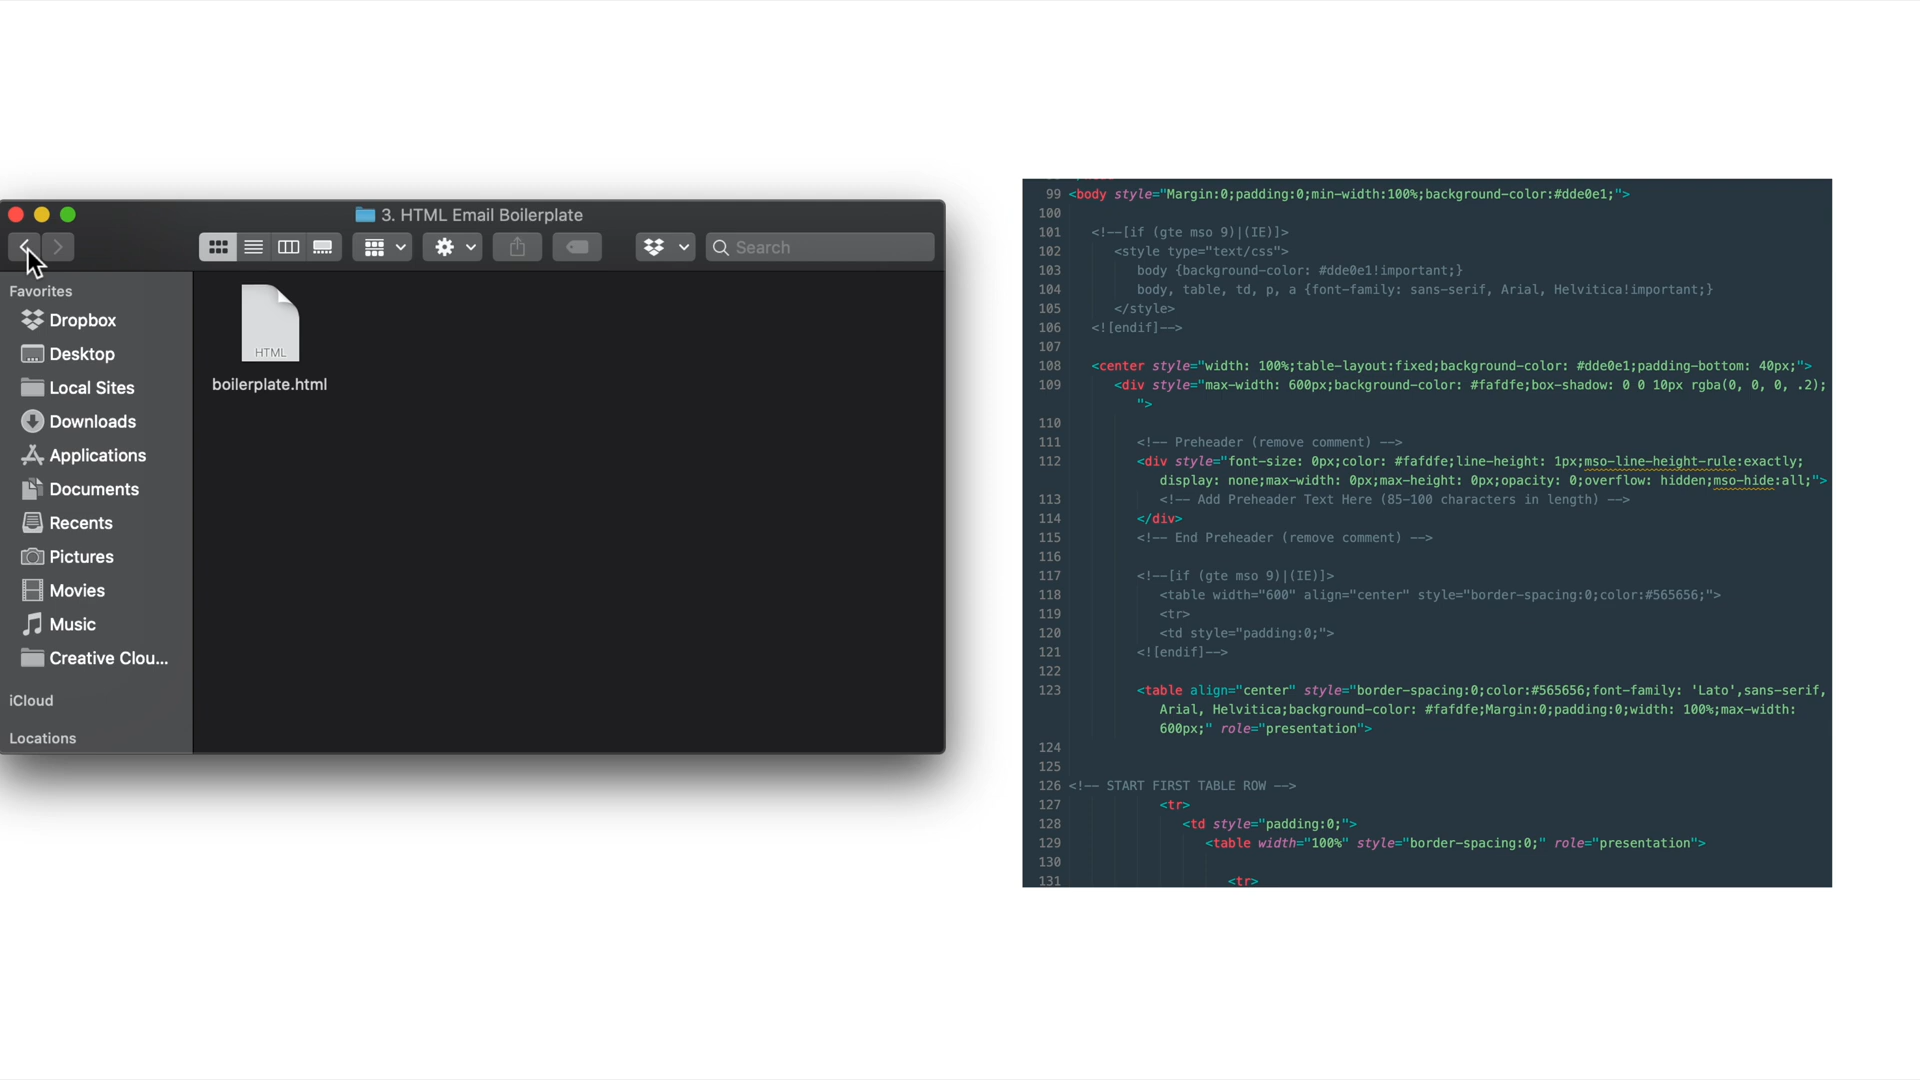 3. HTML Email Boilerplate
Search
Favorites
Dropbox
Desktop
Local Sites
Downloads
Applications
Documents
Recents
Pictures
Movies
Music
Creative Clou...
iCloud
Locations
HTML
boilerplate.html
99 <body style="Margin:0;padding:0;min-width:100%;background-color:#dde0e1;">
100
101 <!--[if (gte mso 9)|(IE)]>
102 <style type="text/css">
103 body {background-color: #dde0e1!important;}
104 body, table, td, p, a {font-family: sans-serif, Arial, Helvitica!important;}
105 </style>
106 <![endif]-->
107
108 <center style="width: 100%;table-layout:fixed;background-color: #dde0e1;padding-bottom: 40px;">
109 <div style="max-width: 600px;background-color: #fafdfe;box-shadow: 0 0 10px rgba(0, 0, 0, .2);
">
110
111 <!-- Preheader (remove comment) -->
112 <div style="font-size: 0px;color: #fafdfe;line-height: 1px;mso-line-height-rule:exactly;
display: none;max-width: 0px;max-height: 0px;opacity: 0;overflow: hidden;mso-hide:all;">
113 <!-- Add Preheader Text Here (85-100 characters in length) -->
114 </div>
115 <!-- End Preheader (remove comment) -->
116
117 <!--[if (gte mso 9)|(IE)]>
118 <table width="600" align="center" style="border-spacing:0;color:#565656;">
119 <tr>
120 <td style="padding:0;">
121 <![endif]-->
122
123 <table align="center" style="border-spacing:0;color:#565656;font-family: 'Lato',sans-serif,
Arial, Helvitica;background-color: #fafdfe;Margin:0;padding:0;width: 100%;max-width:
600px;" role="presentation">
124
125
126 <!-- START FIRST TABLE ROW -->
127 <tr>
128 <td style="padding:0;">
129 <table width="100%" style="border-spacing:0;" role="presentation">
130
131 <tr>